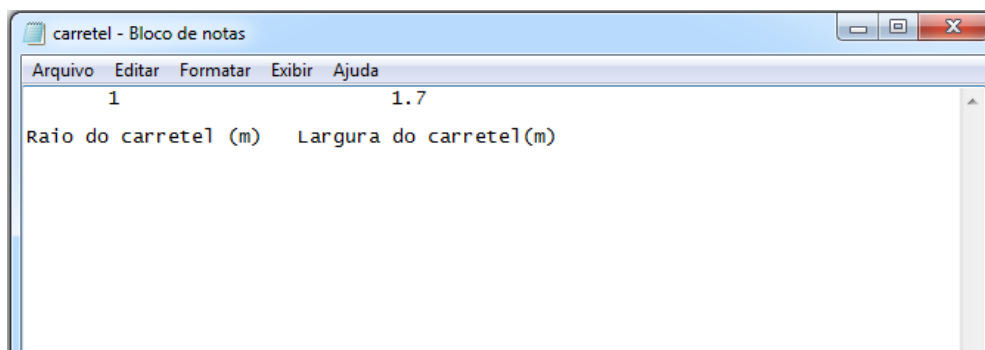 carretel - Bloco de notas
Arquivo Editar Formatar Exibir Ajuda
1 1.7
Raio do carretel (m) Largura do carretel(m)